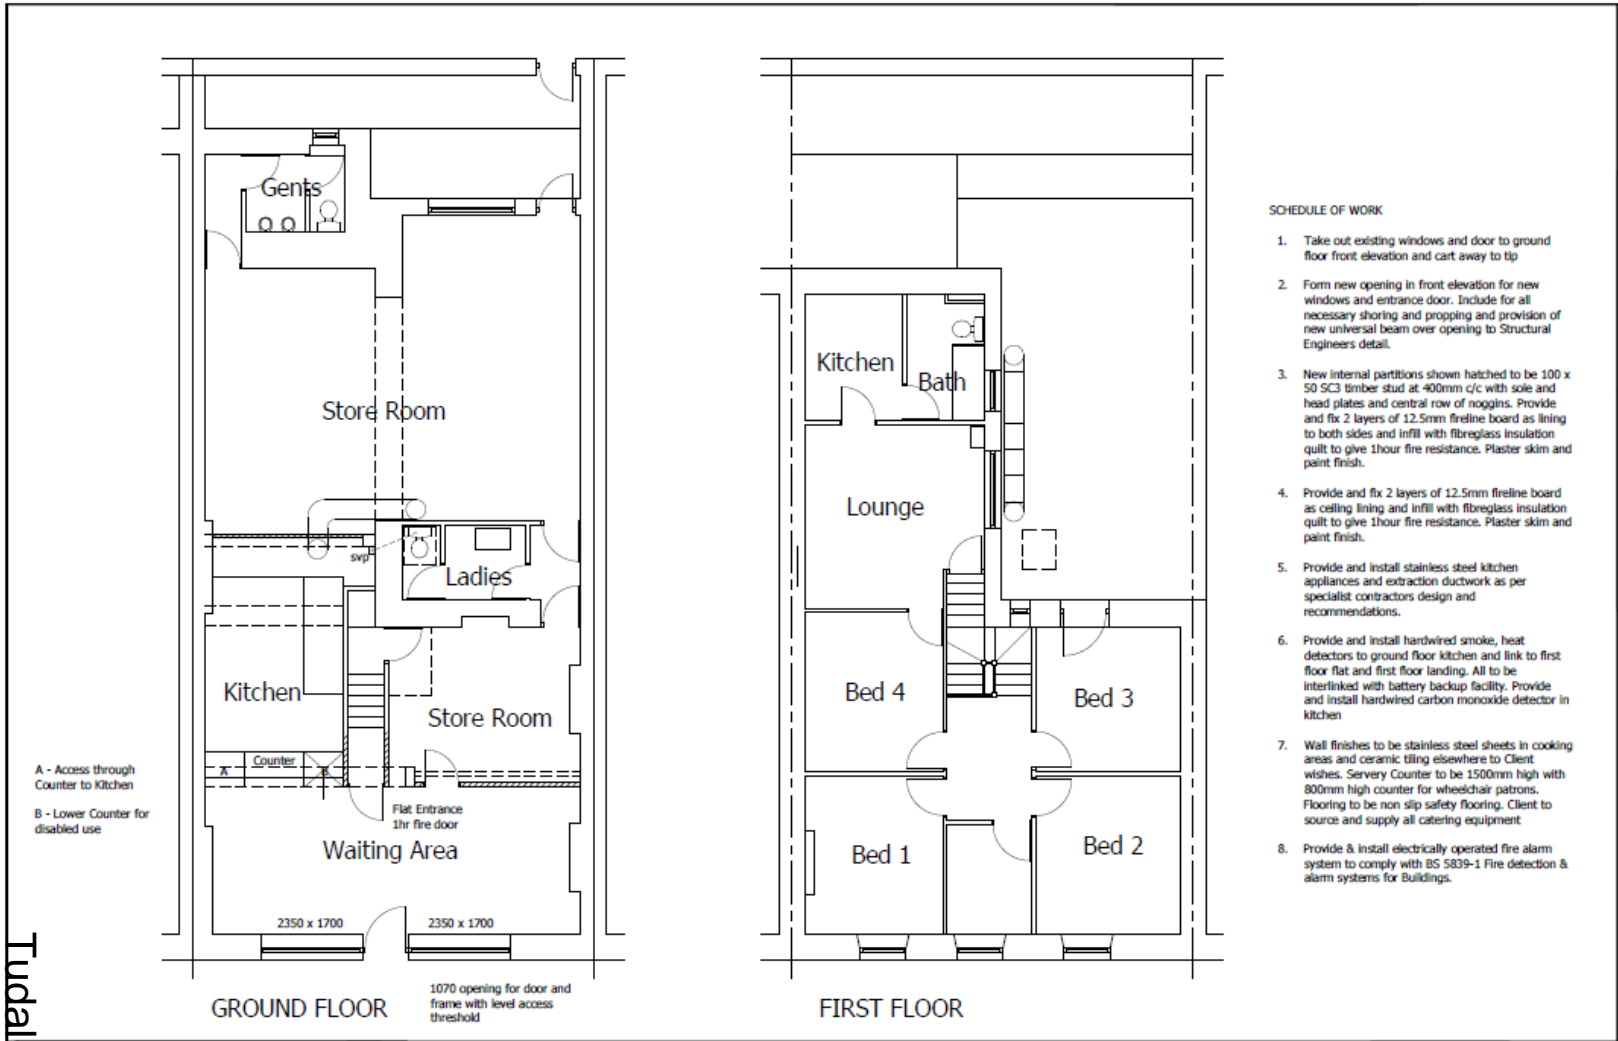 Gents
Store Room
svp
Ladies
Kitchen
Store Room
Counter
A
B
A - Access through
Counter to Kitchen
B - Lower Counter for
disabled use
Flat Entrance
1hr fire door
Waiting Area
2350 x 1700
2350 x 1700
GROUND FLOOR
1070 opening for door and
frame with level access
threshold
Kitchen
Bath
Lounge
Bed 4
Bed 3
Bed 1
Bed 2
FIRST FLOOR
SCHEDULE OF WORK
1. Take out existing windows and door to ground
floor front elevation and cart away to tip
2. Form new opening in front elevation for new
windows and entrance door. Include for all
necessary shoring and propping and provision of
new universal beam over opening to Structural
Engineers detail.
3. New internal partitions shown hatched to be 100 x
50 SC3 timber stud at 400mm c/c with sole and
head plates and central row of noggins. Provide
and fix 2 layers of 12.5mm fireline board as lining
to both sides and infill with fibreglass insulation
quilt to give 1hour fire resistance. Plaster skim and
paint finish.
4. Provide and fix 2 layers of 12.5mm fireline board
as ceiling lining and infill with fibreglass insulation
quilt to give 1hour fire resistance. Plaster skim and
paint finish.
5. Provide and install stainless steel kitchen
appliances and extraction ductwork as per
specialist contractors design and
recommendations.
6. Provide and install hardwired smoke, heat
detectors to ground floor kitchen and link to first
floor flat and first floor landing. All to be
interlinked with battery backup facility. Provide
and install hardwired carbon monoxide detector in
kitchen
7. Wall finishes to be stainless steel sheets in cooking
areas and ceramic tiling elsewhere to Client
wishes. Servery Counter to be 1500mm high with
800mm high counter for wheelchair patrons.
Flooring to be non slip safety flooring. Client to
source and supply all catering equipment
8. Provide & install electrically operated fire alarm
system to comply with BS 5839-1 Fire detection &
alarm systems for Buildings.
Tudal